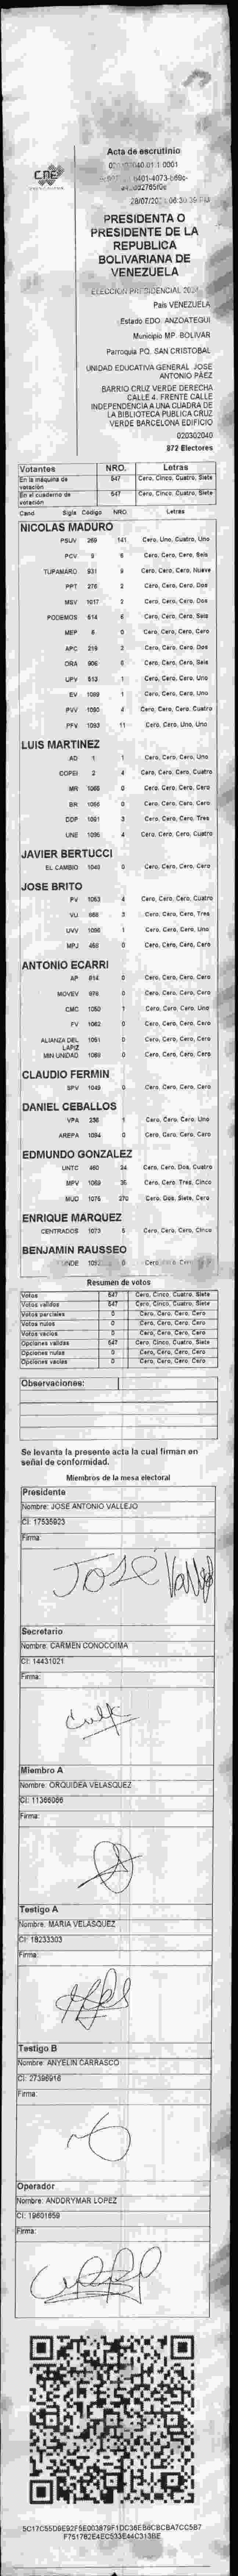 Acta de escrutinio
CNE
28/07/202 06:30:39 PM
PRESIDENTA O
PRESIDENTE DE LA
REPUBLICA
BOLIVARIANA DE
VENEZUELA
ELECCIÓN PRESIDENCIAL 2024
País VENEZUELA
Estado EDO. ANZOATEGUI
Municipio MP. BOLIVAR
Parroquia PQ. SAN CRISTOBAL
UNIDAD EDUCATIVA GENERAL JOSE
ANTONIO PÁEZ
BARRIO CRUZ VERDE DERECHA
CALLE 4. FRENTE CALLE
INDEPENDENCIA A UNA CUADRA DE
LA BIBLIOTECA PUBLICA CRUZ
VERDE BARCELONA EDIFICIO
020302040
872 Electores
Votantes NRO. Letras
En la máquina de votación 547 Cero, Cinco, Cuatro, Siete
En el cuaderno de votación 547 Cero, Cinco, Cuatro, Siete
Cand Sigla Código NRO. Letras
NICOLAS MADURO
PSUV 269 141 Cero, Uno, Cuatro, Uno
PCV 9 6 Cero, Cero, Cero, Seis
TUPAMARO 931 9 Cero, Cero, Cero, Nueve
PPT 276 2 Cero, Cero, Cero, Dos
MSV 1017 2 Cero, Cero, Cero, Dos
PODEMOS 514 6 Cero, Cero, Cero, Seis
MEP 5 0 Cero, Cero, Cero, Cero
APC 219 2 Cero, Cero, Cero, Dos
ORA 906 6 Cero, Cero, Cero, Seis
UPV 513 1 Cero, Cero, Cero, Uno
EV 1099 1 Cero, Cero, Cero, Uno
PVV 1090 4 Cero, Cero, Cero, Cuatro
PFV 1093 11 Cero, Cero, Uno, Uno
LUIS MARTINEZ
AD 1 1 Cero, Cero, Cero, Uno
COPEI 2 4 Cero, Cero, Cero, Cuatro
MR 1065 0 Cero, Cero, Cero, Cero
BR 1066 0 Cero, Cero, Cero, Cero
DDP 1091 3 Cero, Cero, Cero, Tres
UNE 1096 4 Cero, Cero, Cero, Cuatro
JAVIER BERTUCCI
EL CAMBIO 1040 0 Cero, Cero, Cero, Cero
JOSE BRITO
PV 1053 4 Cero, Cero, Cero, Cuatro
VU 868 3 Cero, Cero, Cero, Tres
UVV 1096 1 Cero, Cero, Cero, Uno
MPJ 458 0 Cero, Cero, Cero, Cero
ANTONIO ECARRI
AP 814 0 Cero, Cero, Cero, Cero
MOVEV 978 0 Cero, Cero, Cero, Cero
CMC 1050 1 Cero, Cero, Cero, Uno
FV 1062 0 Cero, Cero, Cero, Cero
ALIANZA DEL LAPIZ 1051 0 Cero, Cero, Cero, Cero
MIN UNIDAD 1069 0 Cero, Cero, Cero, Cero
CLAUDIO FERMIN
SPV 1049 0 Cero, Cero, Cero, Cero
DANIEL CEBALLOS
VPA 236 1 Cero, Cero, Cero, Uno
AREPA 1094 0 Cero, Cero, Cero, Cero
EDMUNDO GONZALEZ
UNTC 460 24 Cero, Cero, Dos, Cuatro
MPV 1069 35 Cero, Cero, Tres, Cinco
MUD 1076 270 Cero, Dos, Siete, Cero
ENRIQUE MARQUEZ
CENTRADOS 1073 5 Cero, Cero, Cero, Cinco
BENJAMIN RAUSSEO
CONDE 1092 0 Cero
Resumen de votos
Votos 547 Cero, Cinco, Cuatro, Siete
Votos validos 547 Cero, Cinco, Cuatro, Siete
Votos parciales 0 Cero, Cero, Cero, Cero
Votos nulos 0 Cero, Cero, Cero, Cero
Votos vacíos 0 Cero, Cero, Cero, Cero
Opciones validas 547 Cero, Cinco, Cuatro, Siete
Opciones nulas 0 Cero, Cero, Cero, Cero
Opciones vacías 0 Cero, Cero, Cero, Cero
Observaciones:
Se levanta la presente acta la cual firman en
señal de conformidad.
Miembros de la mesa electoral
Presidente
Nombre: JOSE ANTONIO VALLEJO
CI: 17535923
Firma:
José Vallejo
Secretario
Nombre: CARMEN CONOCOIMA
CI: 14431021
Firma:
Miembro A
Nombre: ORQUIDEA VELASQUEZ
CI: 11366066
Firma:
Testigo A
Nombre: MARIA VELASQUEZ
CI: 18233303
Firma:
Testigo B
Nombre: ANYELIN CARRASCO
CI: 27396916
Firma:
Operador
Nombre: ANDDRYMAR LOPEZ
CI: 19601659
Firma:
5C17C55D9E92F5E003879F1DC36EB6CBCBA7CC5B7
F751762E4EC533E44C313BE